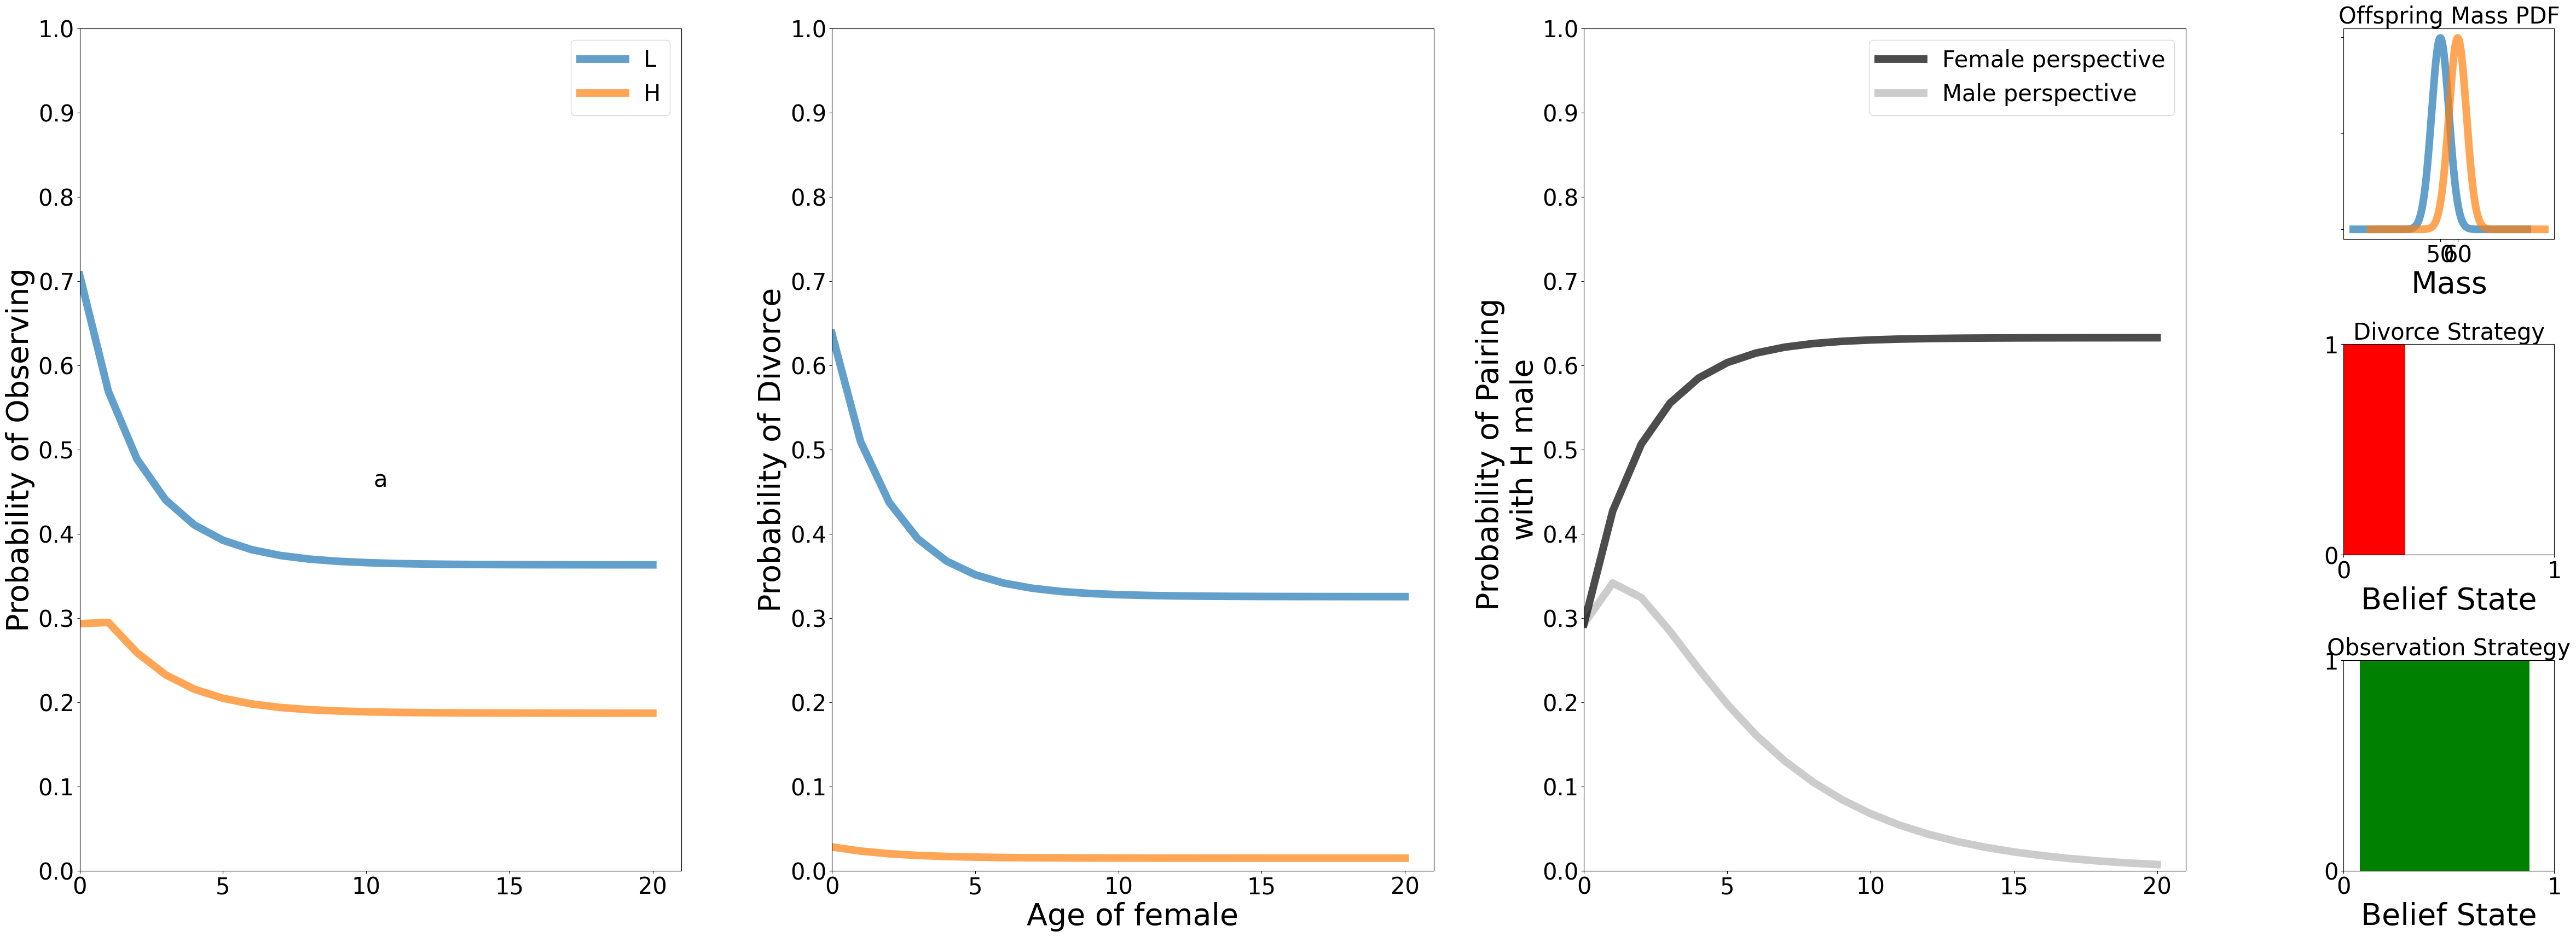 Probability of Observing
1.0
0.9
0.8
0.7
0.6
0.5
0.4
0.3
0.2
0.1
0.0
0 5 10 15 20
L
H
a
Probability of Divorce
1.0
0.9
0.8
0.7
0.6
0.5
0.4
0.3
0.2
0.1
0.0
0 5 10 15 20
Age of female
Probability of Pairing
with H male
1.0
0.9
0.8
0.7
0.6
0.5
0.4
0.3
0.2
0.1
0.0
0 5 10 15 20
Female perspective
Male perspective
Offspring Mass PDF
50 60
Mass
Divorce Strategy
1
0
0 1
Belief State
Observation Strategy
1
0
0 1
Belief State